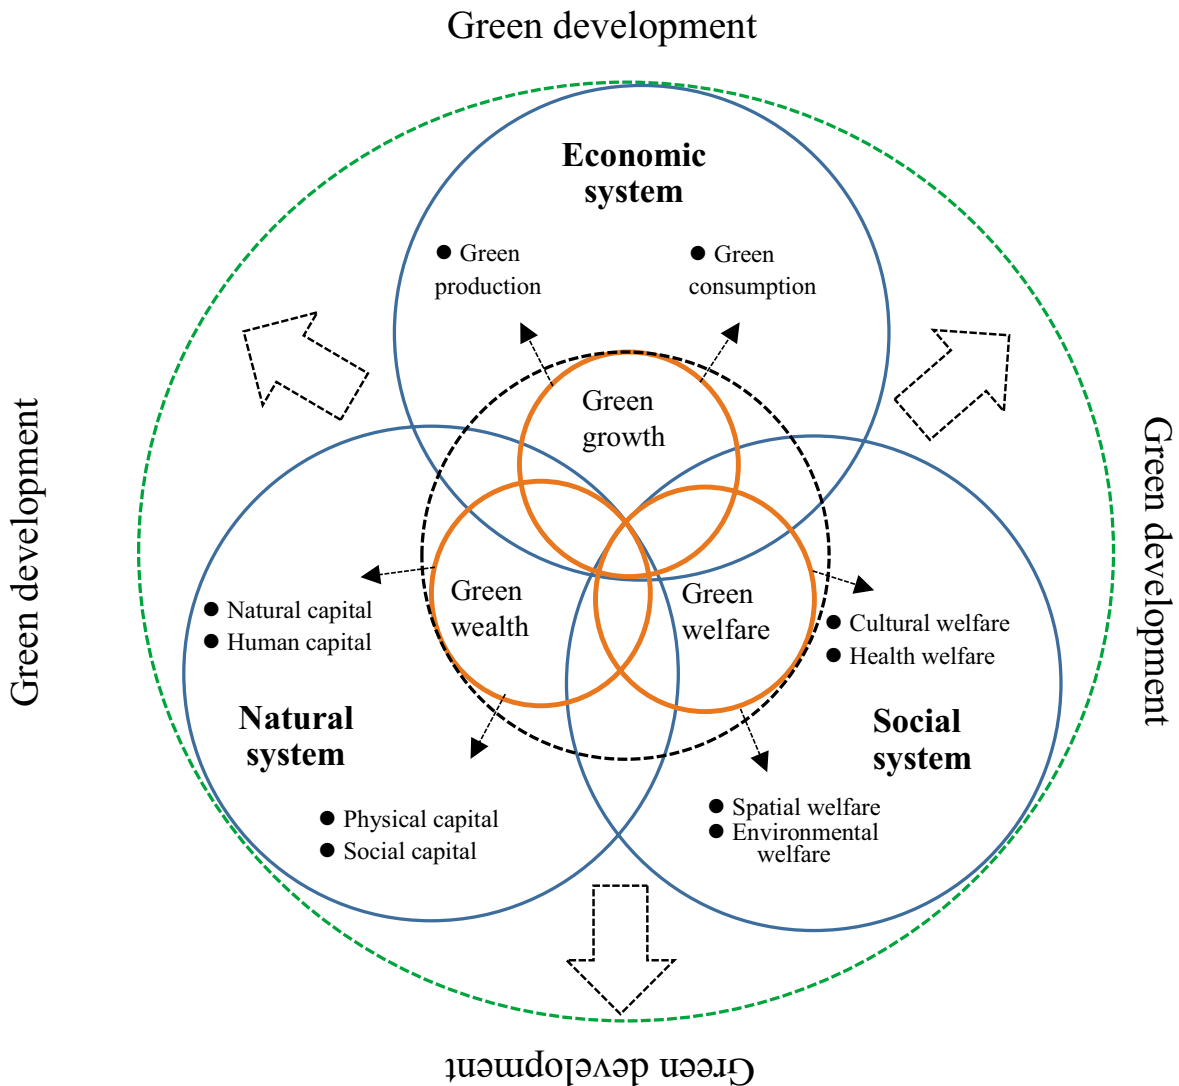 Green development
Economic
system
● Green
production
● Green
consumption
Green
growth
Green development
Green development
● Natural capital
● Human capital
Green
wealth
Green
welfare
● Cultural welfare
● Health welfare
Natural
system
Social
system
● Physical capital
● Social capital
● Spatial welfare
● Environmental
welfare
Green development